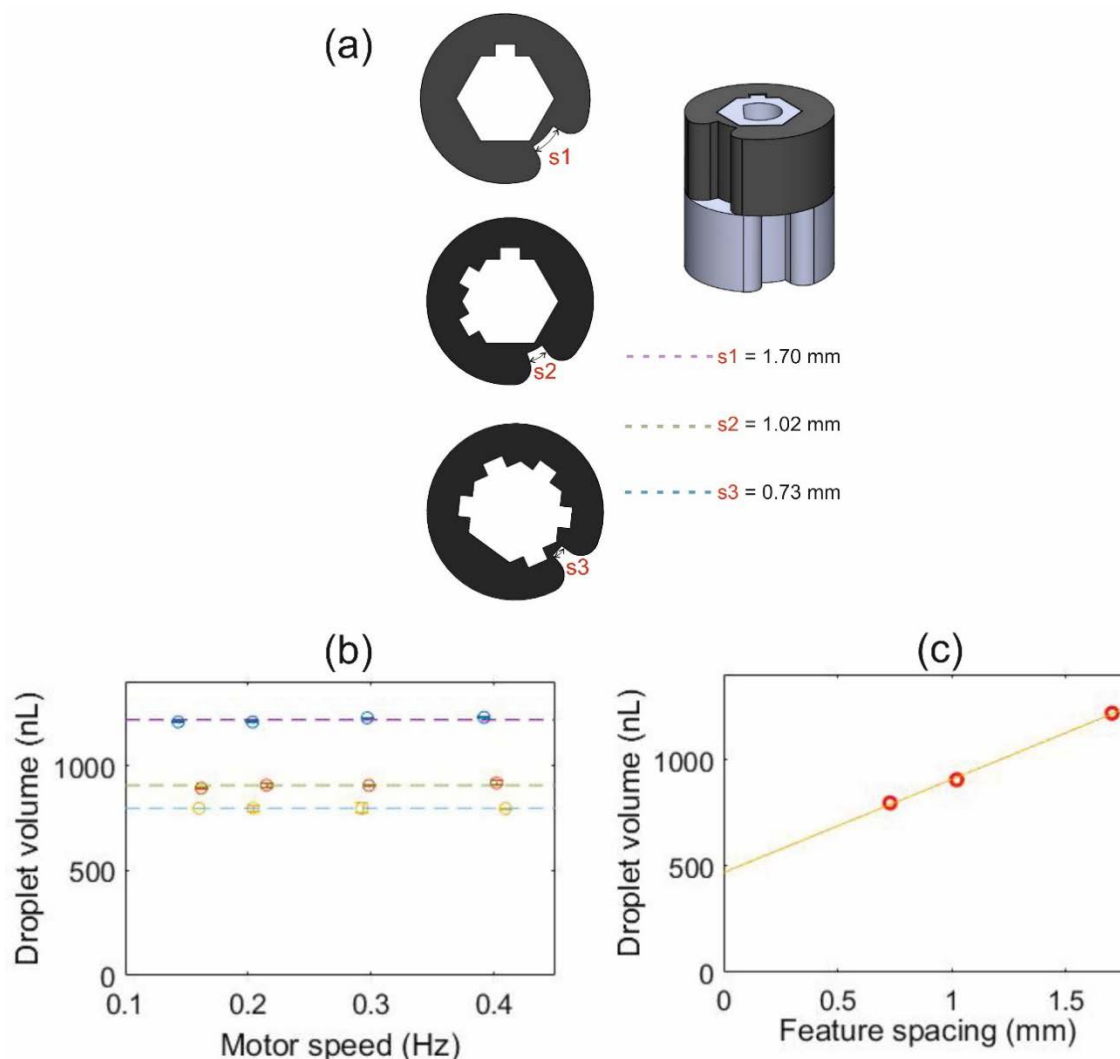 (a)
s1
s2
s3
s1 = 1.70 mm
s2 = 1.02 mm
s3 = 0.73 mm
(b)
Droplet volume (nL)
1000
500
0
0.1 0.2 0.3 0.4
Motor speed (Hz)
(c)
Droplet volume (nL)
1000
500
0
0 0.5 1 1.5
Feature spacing (mm)